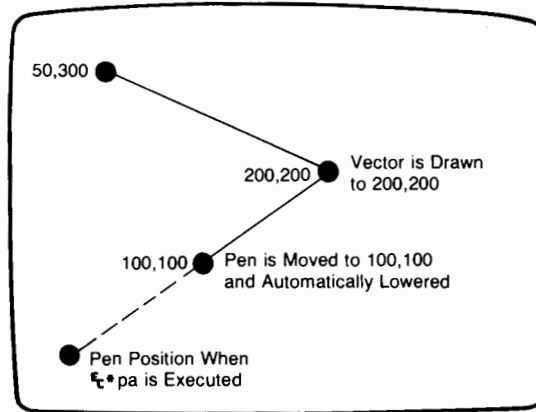 50,300
200,200
Vector is Drawn
to 200,200
100,100
Pen is Moved to 100,100
and Automatically Lowered
Pen Position When
␛*pa is Executed